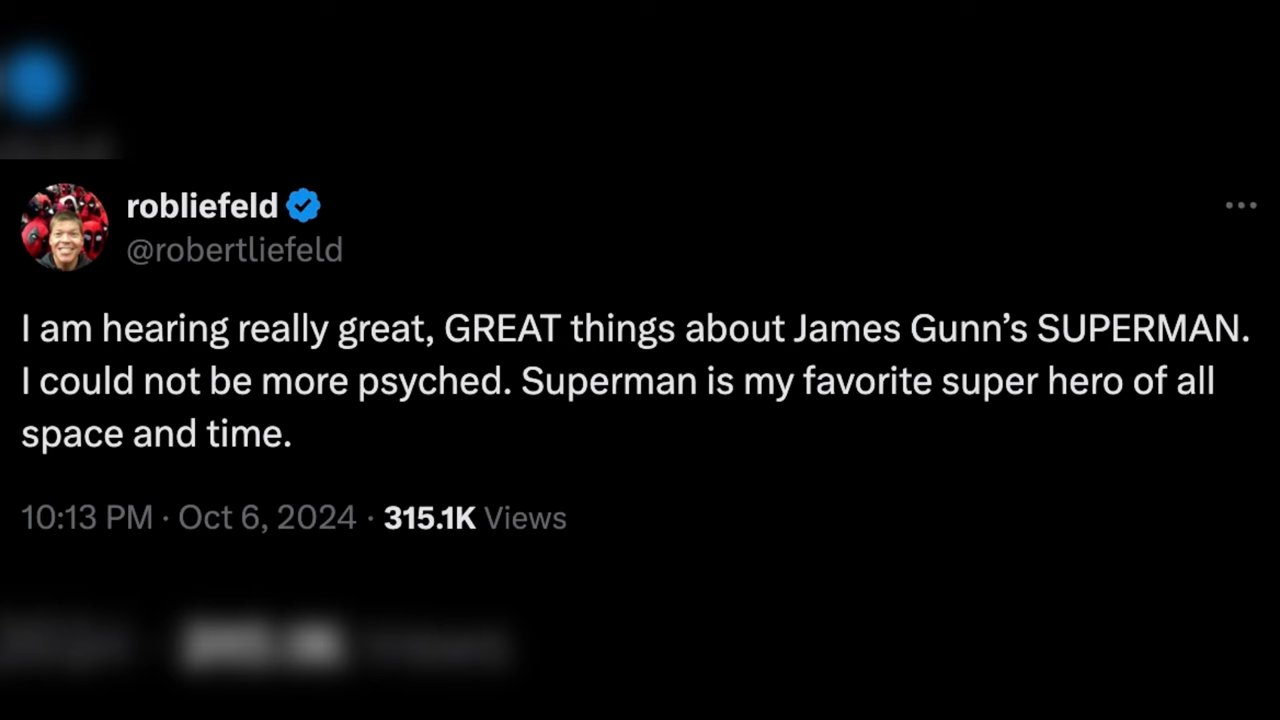 robliefeld
@robertliefeld
I am hearing really great, GREAT things about James Gunn’s SUPERMAN.
I could not be more psyched. Superman is my favorite super hero of all
space and time.
10:13 PM · Oct 6, 2024 · 315.1K Views